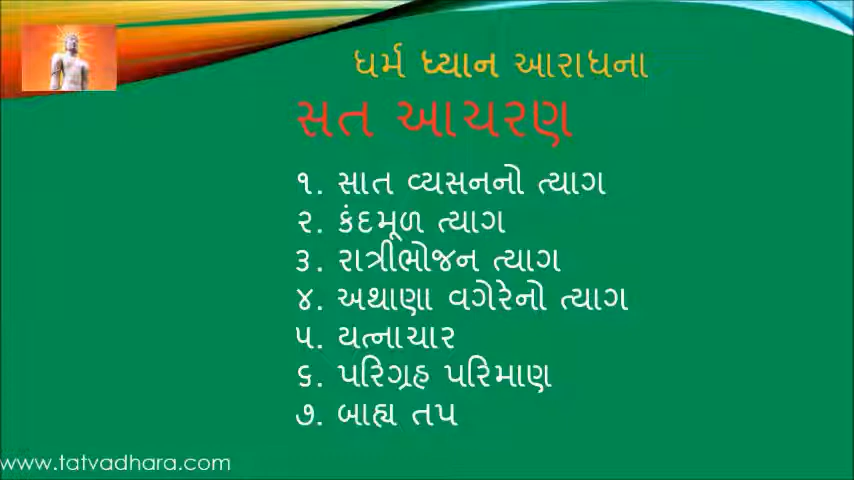 ધર્મ ધ્યાન આરાધના
સત આચરણ
૧. સાત વ્યસનનો ત્યાગ
૨. કંદમૂળ ત્યાગ
૩. રાત્રીભોજન ત્યાગ
૪. અથાણા વગેરેનો ત્યાગ
૫. યત્નાચાર
૬. પરિગ્રહ પરિમાણ
૭. બાહ્ય તપ
www.tatvadhara.com